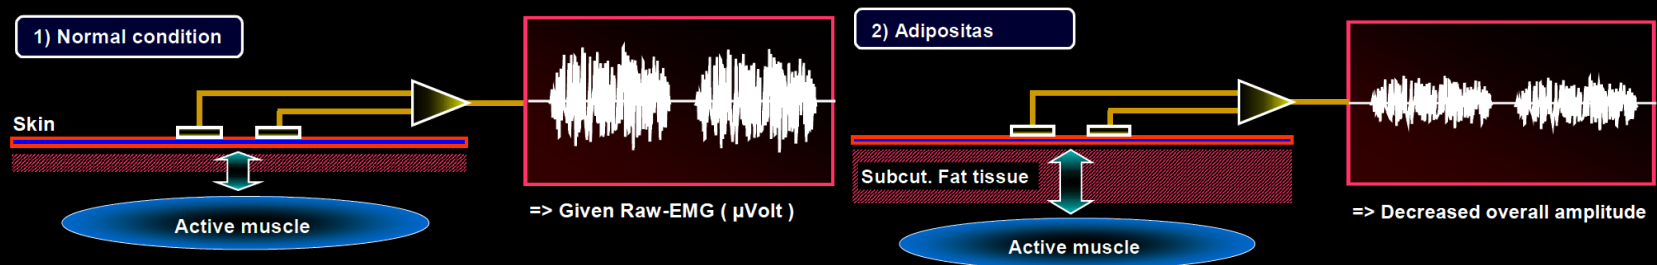 1) Normal condition
Skin
Active muscle
=> Given Raw-EMG ( µVolt )
2) Adipositas
Subcut. Fat tissue
Active muscle
=> Decreased overall amplitude